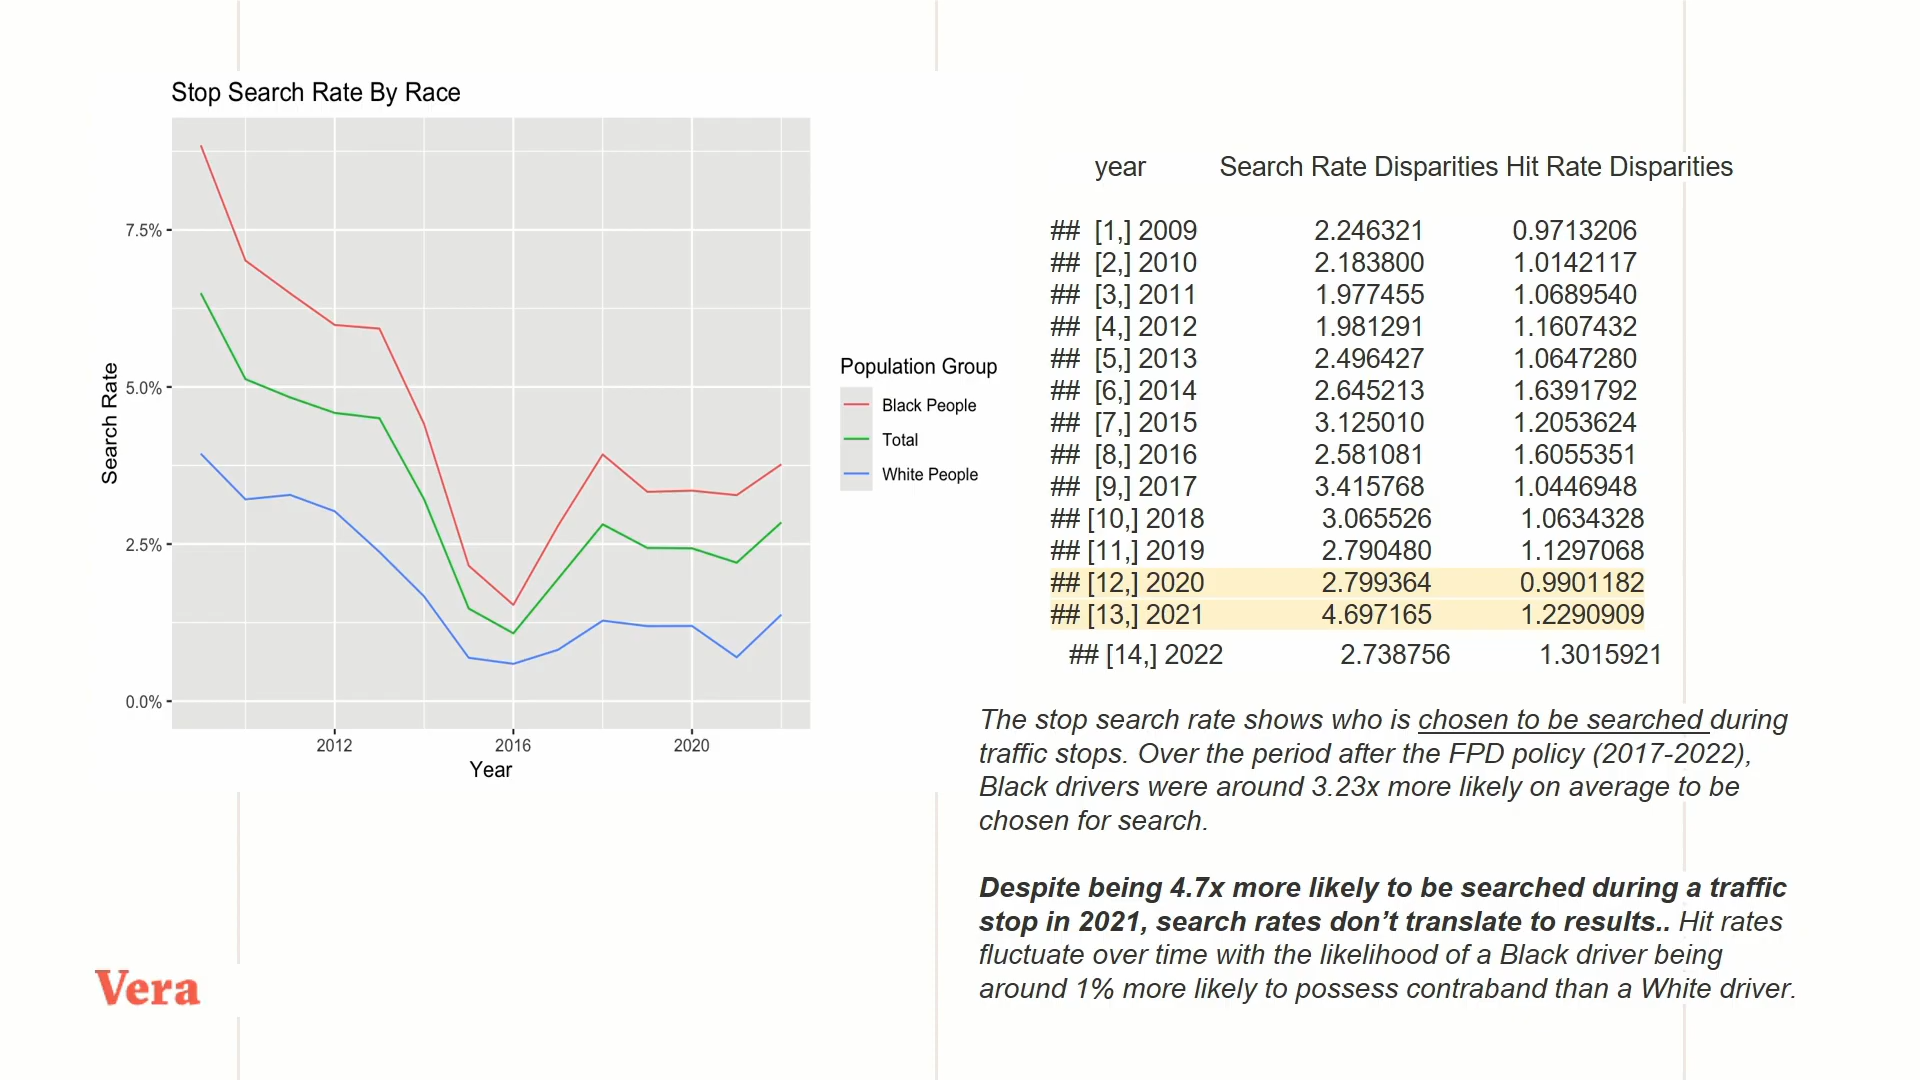 Stop Search Rate By Race
7.5%
5.0%
2.5%
0.0%
Search Rate
2012 2016 2020
Year
Population Group
Black People
Total
White People
year Search Rate Disparities Hit Rate Disparities
## [1,] 2009 2.246321 0.9713206
## [2,] 2010 2.183800 1.0142117
## [3,] 2011 1.977455 1.0689540
## [4,] 2012 1.981291 1.1607432
## [5,] 2013 2.496427 1.0647280
## [6,] 2014 2.645213 1.6391792
## [7,] 2015 3.125010 1.2053624
## [8,] 2016 2.581081 1.6055351
## [9,] 2017 3.415768 1.0446948
## [10,] 2018 3.065526 1.0634328
## [11,] 2019 2.790480 1.1297068
## [12,] 2020 2.799364 0.9901182
## [13,] 2021 4.697165 1.2290909
## [14,] 2022 2.738756 1.3015921
The stop search rate shows who is chosen to be searched during
traffic stops. Over the period after the FPD policy (2017-2022),
Black drivers were around 3.23x more likely on average to be
chosen for search.
Despite being 4.7x more likely to be searched during a traffic
stop in 2021, search rates don’t translate to results.. Hit rates
fluctuate over time with the likelihood of a Black driver being
around 1% more likely to possess contraband than a White driver.
Vera